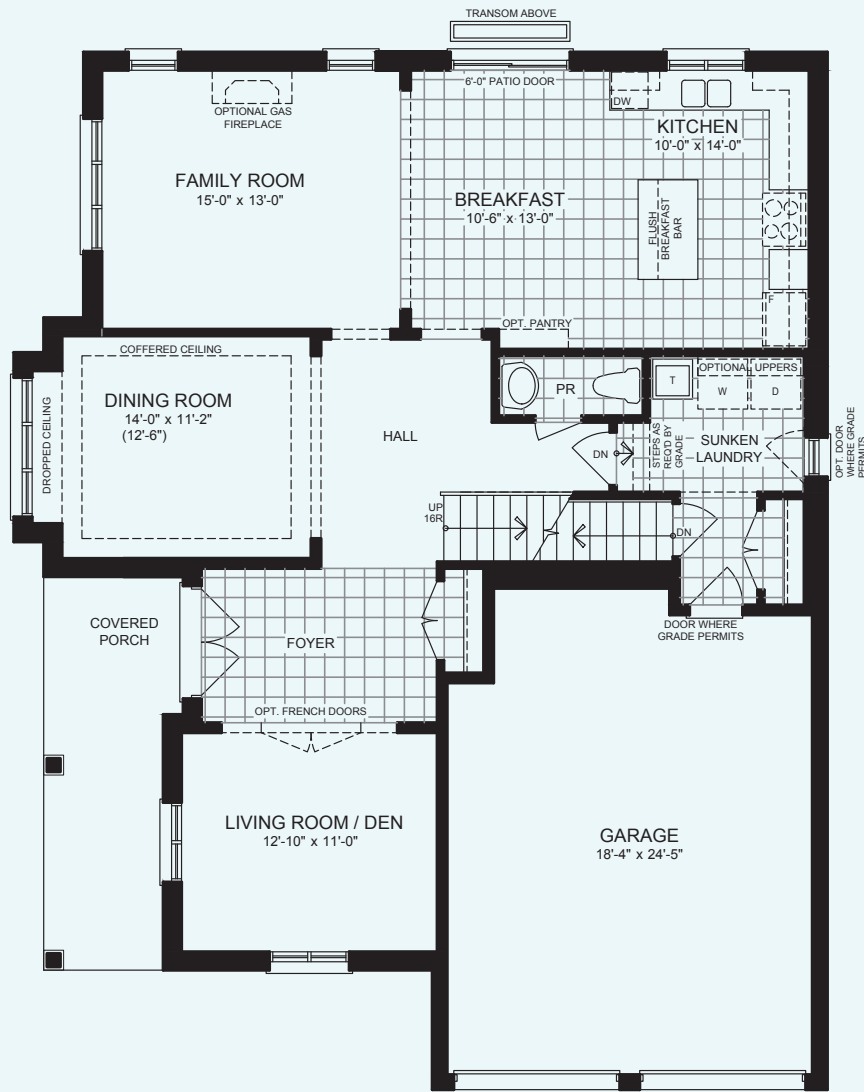 TRANSOM ABOVE
6'-0" PATIO DOOR
DW
OPTIONAL GAS
FIREPLACE
KITCHEN
10'-0" x 14'-0"
FAMILY ROOM
15'-0" x 13'-0"
BREAKFAST
10'-6" x 13'-0"
FLUSH
BREAKFAST
BAR
F
OPT. PANTRY
COFFERED CEILING
DROPPED CEILING
DINING ROOM
14'-0" x 11'-2"
(12'-6")
HALL
PR
T
OPTIONAL
UPPERS
W
D
STEPS AS
REQ'D BY
GRADE
SUNKEN
LAUNDRY
OPT. DOOR
WHERE GRADE
PERMITS
DN
UP
16R
DN
COVERED
PORCH
FOYER
DOOR WHERE
GRADE PERMITS
OPT. FRENCH DOORS
LIVING ROOM / DEN
12'-10" x 11'-0"
GARAGE
18'-4" x 24'-5"